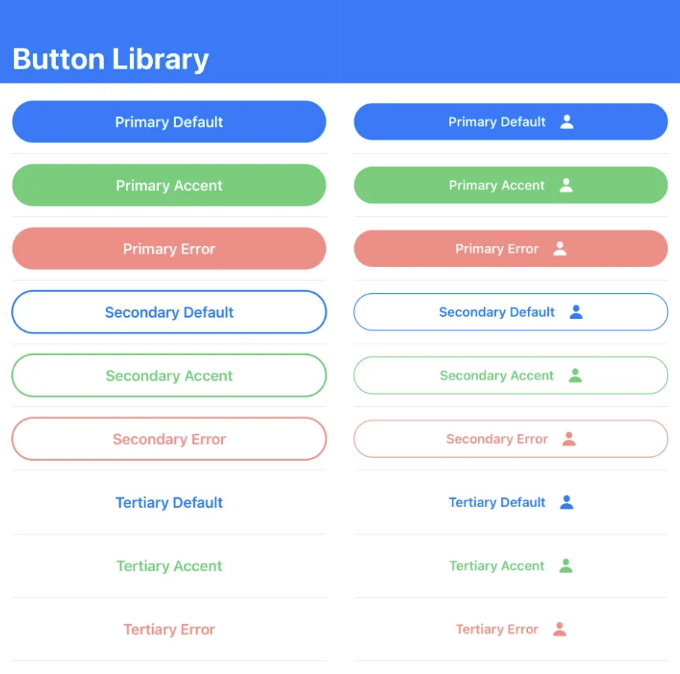 Button Library
Primary Default
Primary Default
Primary Accent
Primary Accent
Primary Error
Primary Error
Secondary Default
Secondary Default
Secondary Accent
Secondary Accent
Secondary Error
Secondary Error
Tertiary Default
Tertiary Default
Tertiary Accent
Tertiary Accent
Tertiary Error
Tertiary Error